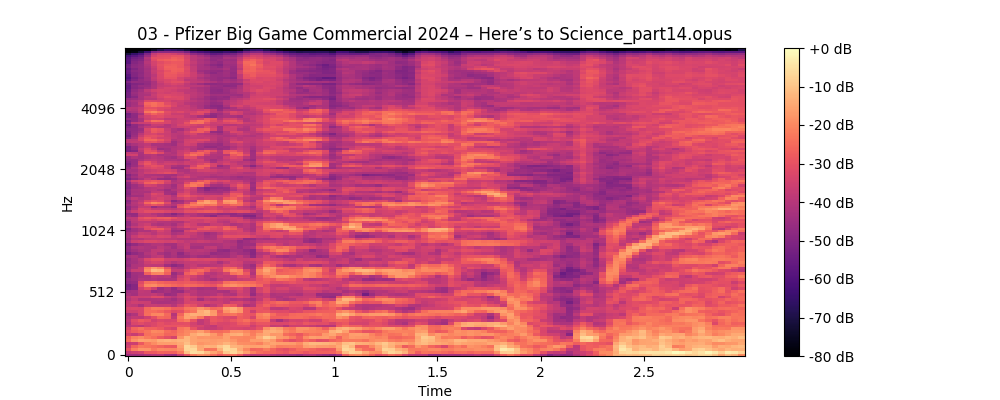 03 - Pfizer Big Game Commercial 2024 – Here’s to Science_part14.opus
Hz
4096
2048
1024
512
0
0
0.5
1
1.5
2
2.5
Time
+0 dB
-10 dB
-20 dB
-30 dB
-40 dB
-50 dB
-60 dB
-70 dB
-80 dB